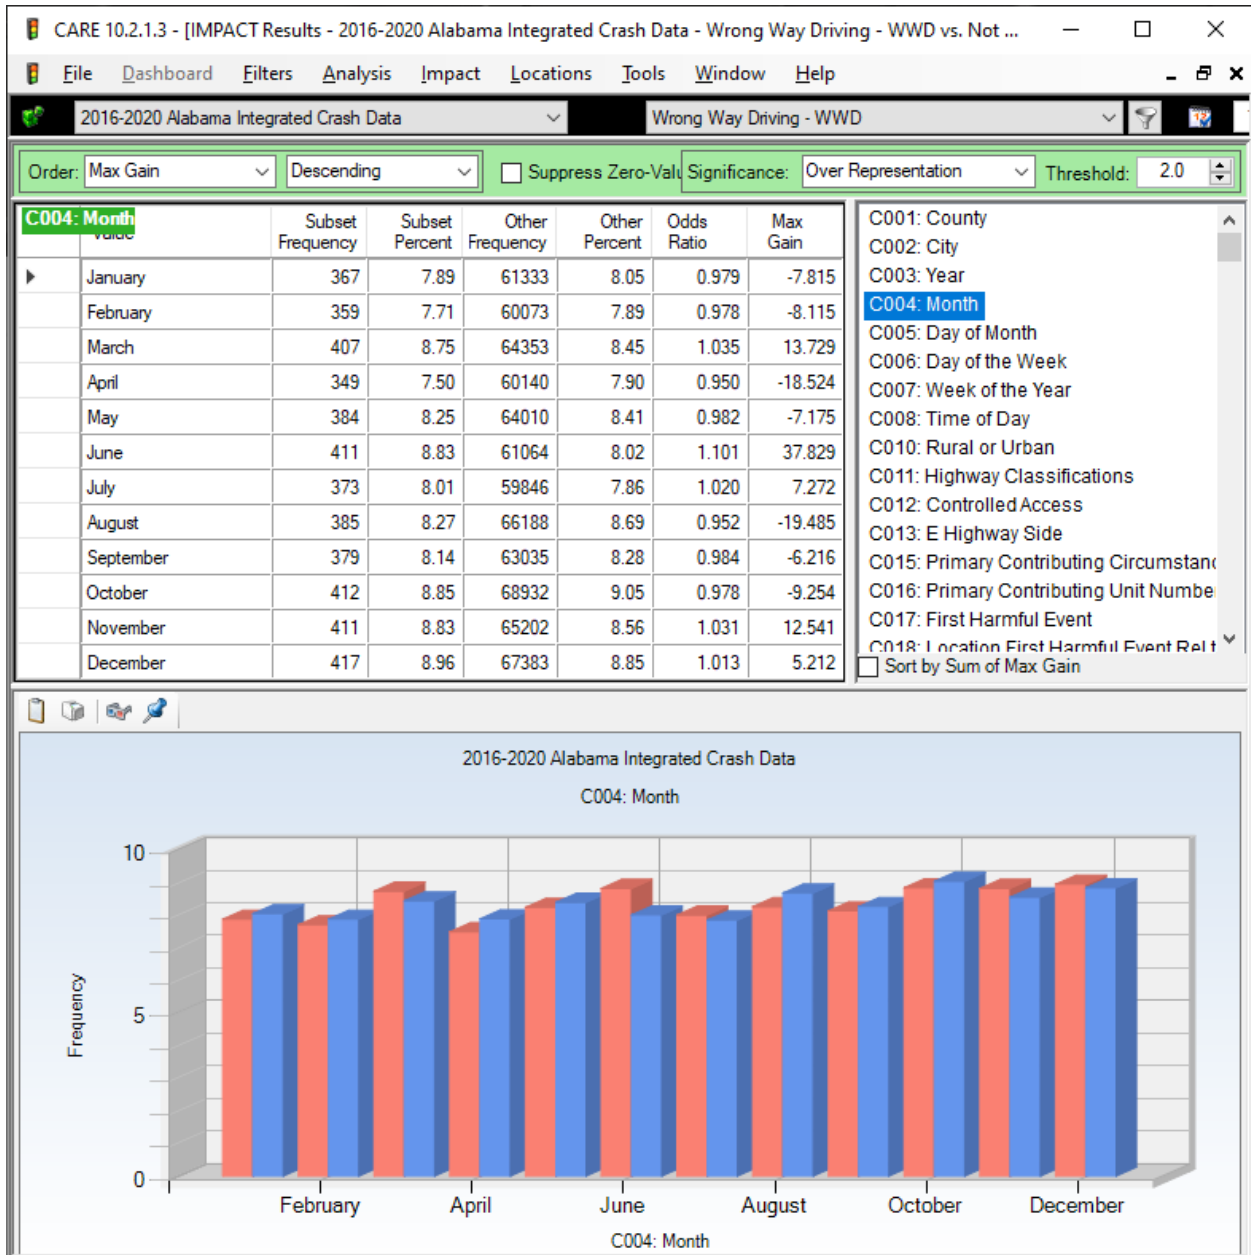 CARE 10.2.1.3 - [IMPACT Results - 2016-2020 Alabama Integrated Crash Data - Wrong Way Driving - WWD vs. Not ...
File Dashboard Filters Analysis Impact Locations Tools Window Help
2016-2020 Alabama Integrated Crash Data Wrong Way Driving - WWD
Order: Max Gain Descending Suppress Zero-Valu Significance: Over Representation Threshold: 2.0
C004: Month
Value Subset Frequency Subset Percent Other Frequency Other Percent Odds Ratio Max Gain
January 367 7.89 61333 8.05 0.979 -7.815
February 359 7.71 60073 7.89 0.978 -8.115
March 407 8.75 64353 8.45 1.035 13.729
April 349 7.50 60140 7.90 0.950 -18.524
May 384 8.25 64010 8.41 0.982 -7.175
June 411 8.83 61064 8.02 1.101 37.829
July 373 8.01 59846 7.86 1.020 7.272
August 385 8.27 66188 8.69 0.952 -19.485
September 379 8.14 63035 8.28 0.984 -6.216
October 412 8.85 68932 9.05 0.978 -9.254
November 411 8.83 65202 8.56 1.031 12.541
December 417 8.96 67383 8.85 1.013 5.212
C001: County
C002: City
C003: Year
C004: Month
C005: Day of Month
C006: Day of the Week
C007: Week of the Year
C008: Time of Day
C010: Rural or Urban
C011: Highway Classifications
C012: Controlled Access
C013: E Highway Side
C015: Primary Contributing Circumstanc
C016: Primary Contributing Unit Number
C017: First Harmful Event
C018: Location First Harmful Event Rel t
Sort by Sum of Max Gain
2016-2020 Alabama Integrated Crash Data
C004: Month
10
5
0
Frequency
February April June August October December
C004: Month